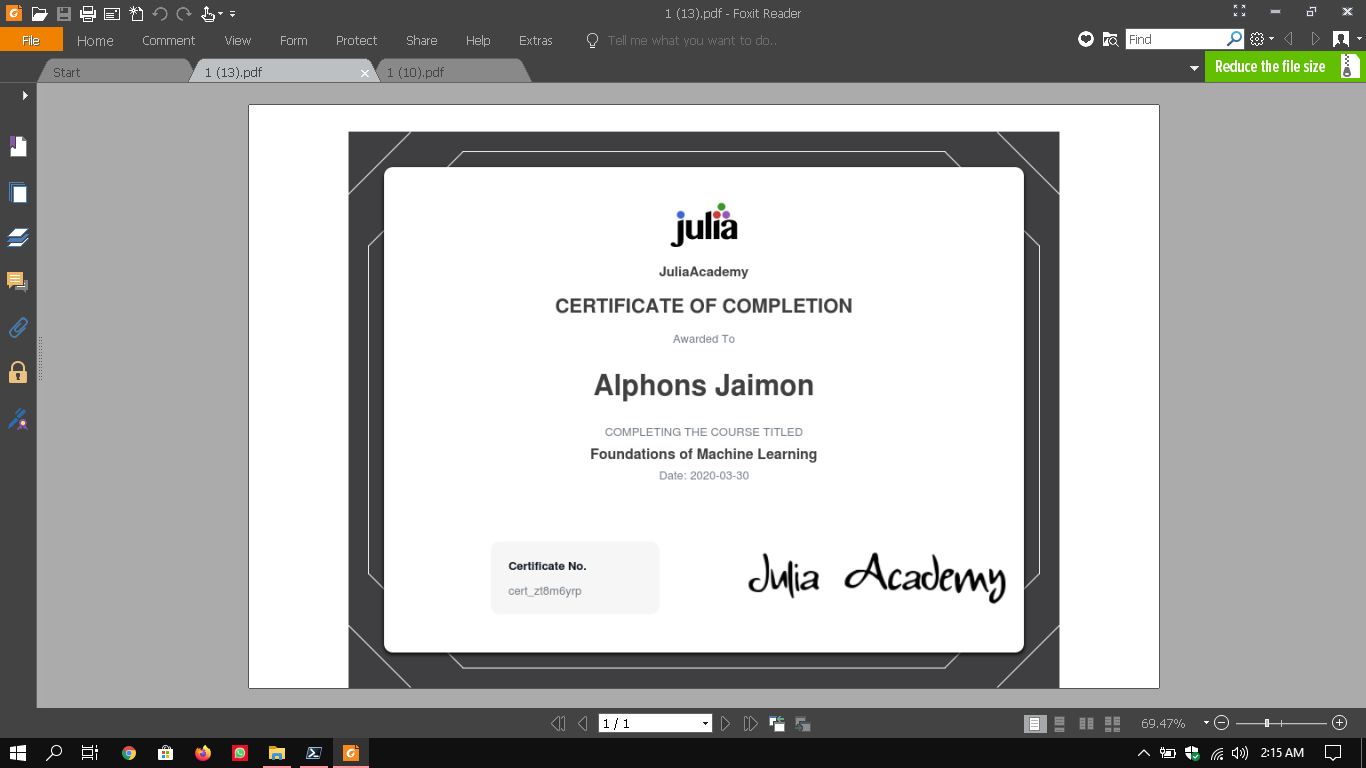 1 (13).pdf - Foxit Reader
File Home Comment View Form Protect Share Help Extras Tell me what you want to do.. Find
Start 1 (13).pdf 1 (10).pdf Reduce the file size
julia
JuliaAcademy
CERTIFICATE OF COMPLETION
Awarded To
Alphons Jaimon
COMPLETING THE COURSE TITLED
Foundations of Machine Learning
Date: 2020-03-30
Certificate No.
cert_zt8m6yrp
Julia Academy
1 / 1 69.47%
2:15 AM